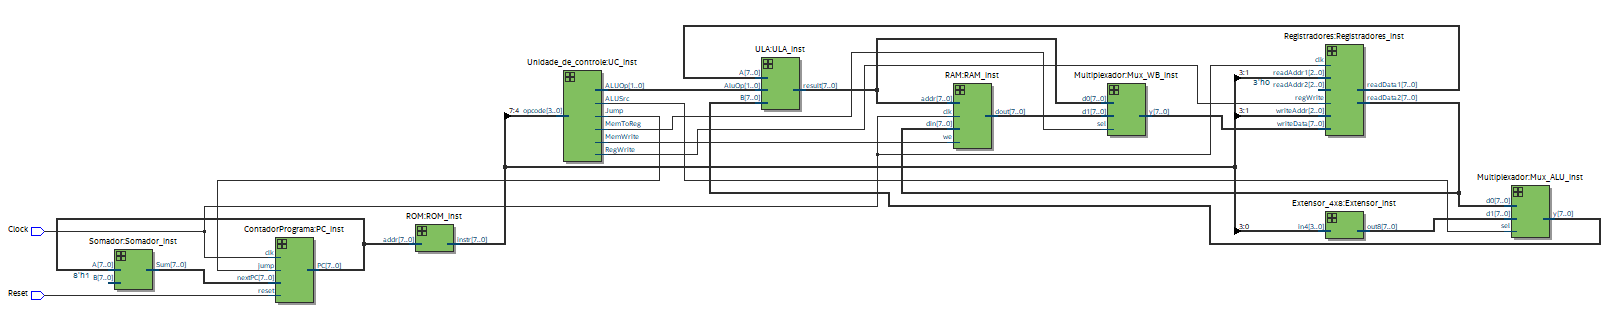 Clock
Reset
Somador:Somador_Inst
A[7..0]
8'h1
B[7..0]
Sum[7..0]
ContadorPrograma:PC_Inst
clk
jump
nextPC[7..0]
reset
PC[7..0]
ROM:ROM_Inst
addr[7..0]
instr[7..0]
Unidade_de_controle:UC_Inst
7:4
opcode[3..0]
ALUOp[1..0]
ALUSrc
Jump
MemToReg
MemWrite
RegWrite
ULA:ULA_Inst
A[7..0]
AluOp[1..0]
B[7..0]
result[7..0]
RAM:RAM_Inst
addr[7..0]
clk
din[7..0]
we
dout[7..0]
Multiplexador:Mux_WB_Inst
d0[7..0]
d1[7..0]
sel
y[7..0]
Registradores:Registradores_Inst
clk
3:1
readAddr1[2..0]
3'h0
readAddr2[2..0]
regWrite
3:1
writeAddr[2..0]
writeData[7..0]
readData1[7..0]
readData2[7..0]
Extensor_4x8:Extensor_Inst
3:0
in4[3..0]
out8[7..0]
Multiplexador:Mux_ALU_Inst
d0[7..0]
d1[7..0]
sel
y[7..0]